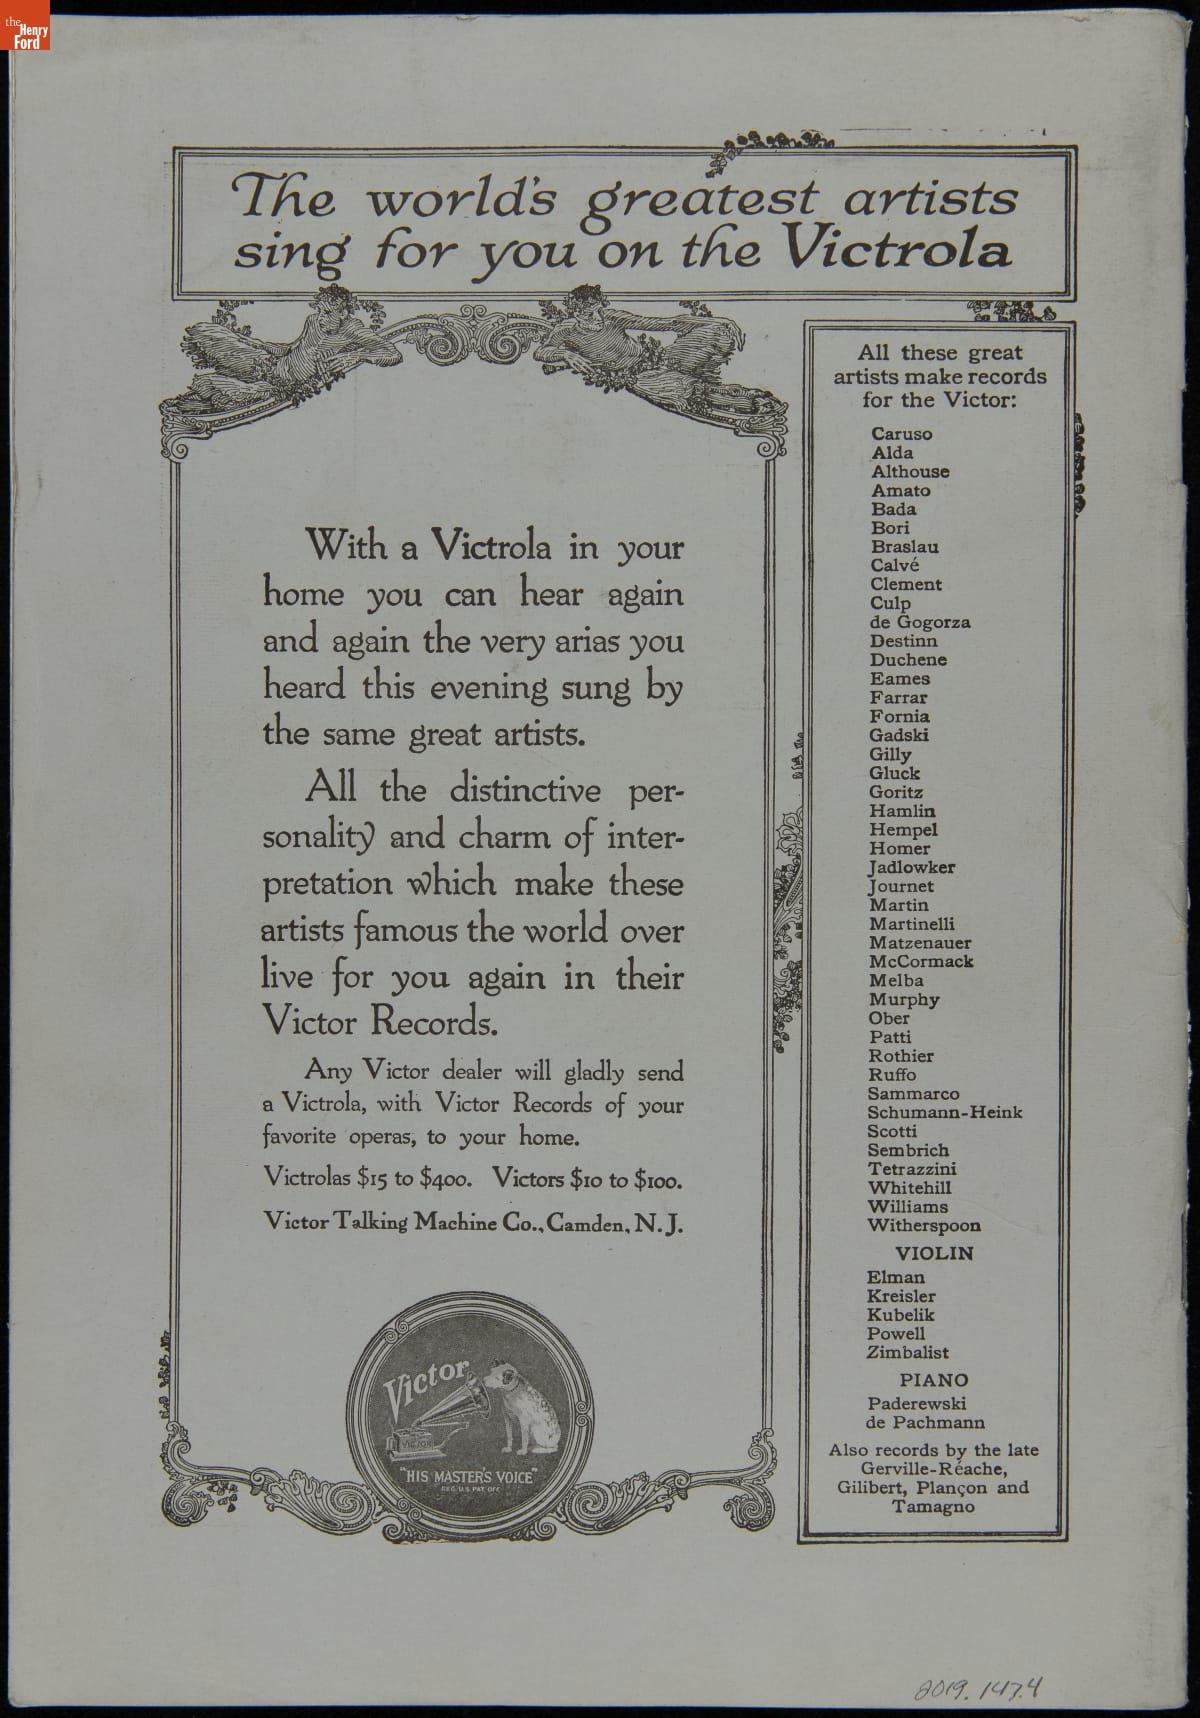 the
Henry
Ford
The world's greatest artists
sing for you on the Victrola
With a Victrola in your
home you can hear again
and again the very arias you
heard this evening sung by
the same great artists.
All the distinctive per-
sonality and charm of inter-
pretation which make these
artists famous the world over
live for you again in their
Victor Records.
Any Victor dealer will gladly send
a Victrola, with Victor Records of your
favorite operas, to your home.
Victrolas $15 to $400. Victors $10 to $100.
Victor Talking Machine Co., Camden, N. J.
Victor
VICTOR
"HIS MASTER'S VOICE"
REG. U.S. PAT. OFF.
All these great
artists make records
for the Victor:
Caruso
Alda
Althouse
Amato
Bada
Bori
Braslau
Calvé
Clement
Culp
de Gogorza
Destinn
Duchene
Eames
Farrar
Fornia
Gadski
Gilly
Gluck
Goritz
Hamlin
Hempel
Homer
Jadlowker
Journet
Martin
Martinelli
Matzenauer
McCormack
Melba
Murphy
Ober
Patti
Rothier
Ruffo
Sammarco
Schumann-Heink
Scotti
Sembrich
Tetrazzini
Whitehill
Williams
Witherspoon
VIOLIN
Elman
Kreisler
Kubelik
Powell
Zimbalist
PIANO
Paderewski
de Pachmann
Also records by the late
Gerville-Réache,
Gilibert, Plançon and
Tamagno
2019.147.4